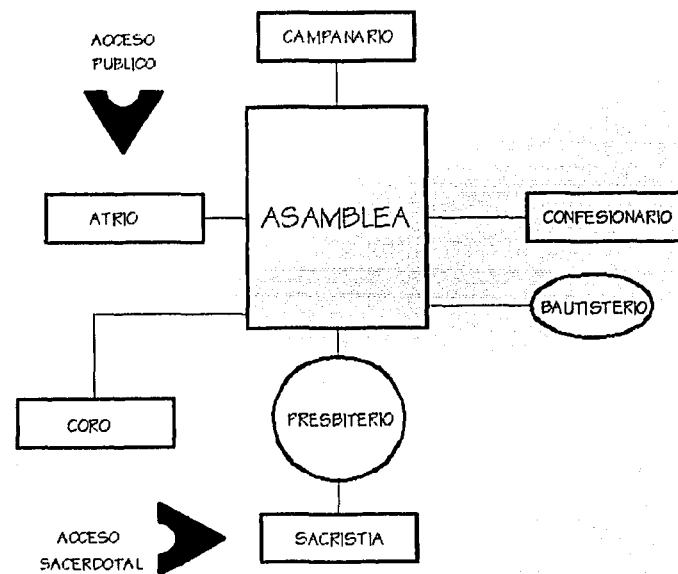 ACCESO
PUBLICO
CAMPANARIO
ATRIO
ASAMBLEA
CONFESIONARIO
BAUTISTERIO
CORO
PRESBITERIO
ACCESO
SACERDOTAL
SACRISTIA